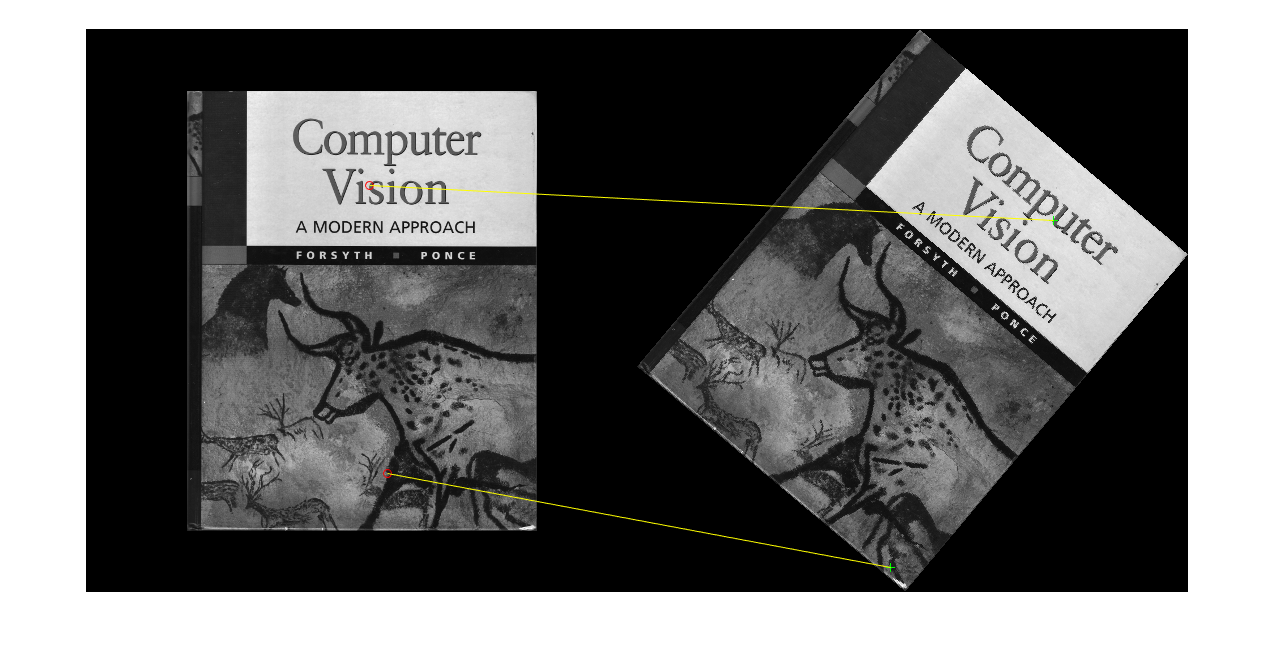 Computer
Vision
A MODERN APPROACH
FORSYTH ■ PONCE
Computer
Vision
A MODERN APPROACH
FORSYTH ■ PONCE